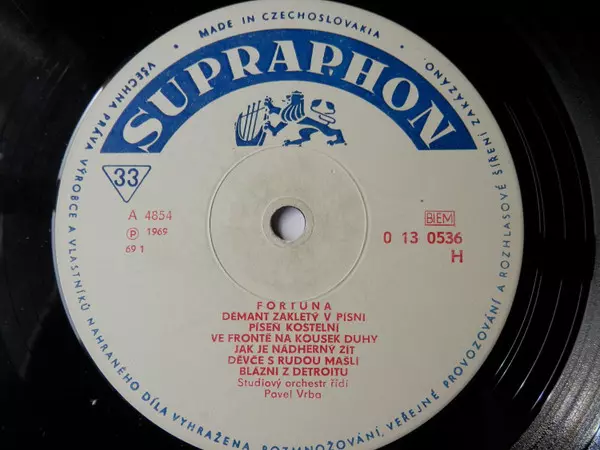 MADE IN CZECHOSLOVAKIA
SUPRAPHON
VŠECHNA PRÁVA VÝROBCE A VLASTNÍKŮ NAHRANÉHO DÍLA VYHRAŽENA. ROZMNOŽOVÁNÍ, VEŘEJNÉ PROVOZOVÁNÍ A ROZHLASOVÉ ŠÍŘENÍ ZAKÁZÁNO
33
A 4854
Ⓟ 1969
69 1
BIEM
0 13 0536
H
FORTUNA
DÉMANT ZAKLETÝ V PÍSNI
PÍSEŇ KOSTELNÍ
VE FRONTĚ NA KOUSEK DUHY
JAK JE NÁDHERNÝ ŽÍT
DĚVČE S RUDOU MAŠLÍ
BLÁZNI Z DETROITU
Studiový orchestr řídí
Pavel Vrba